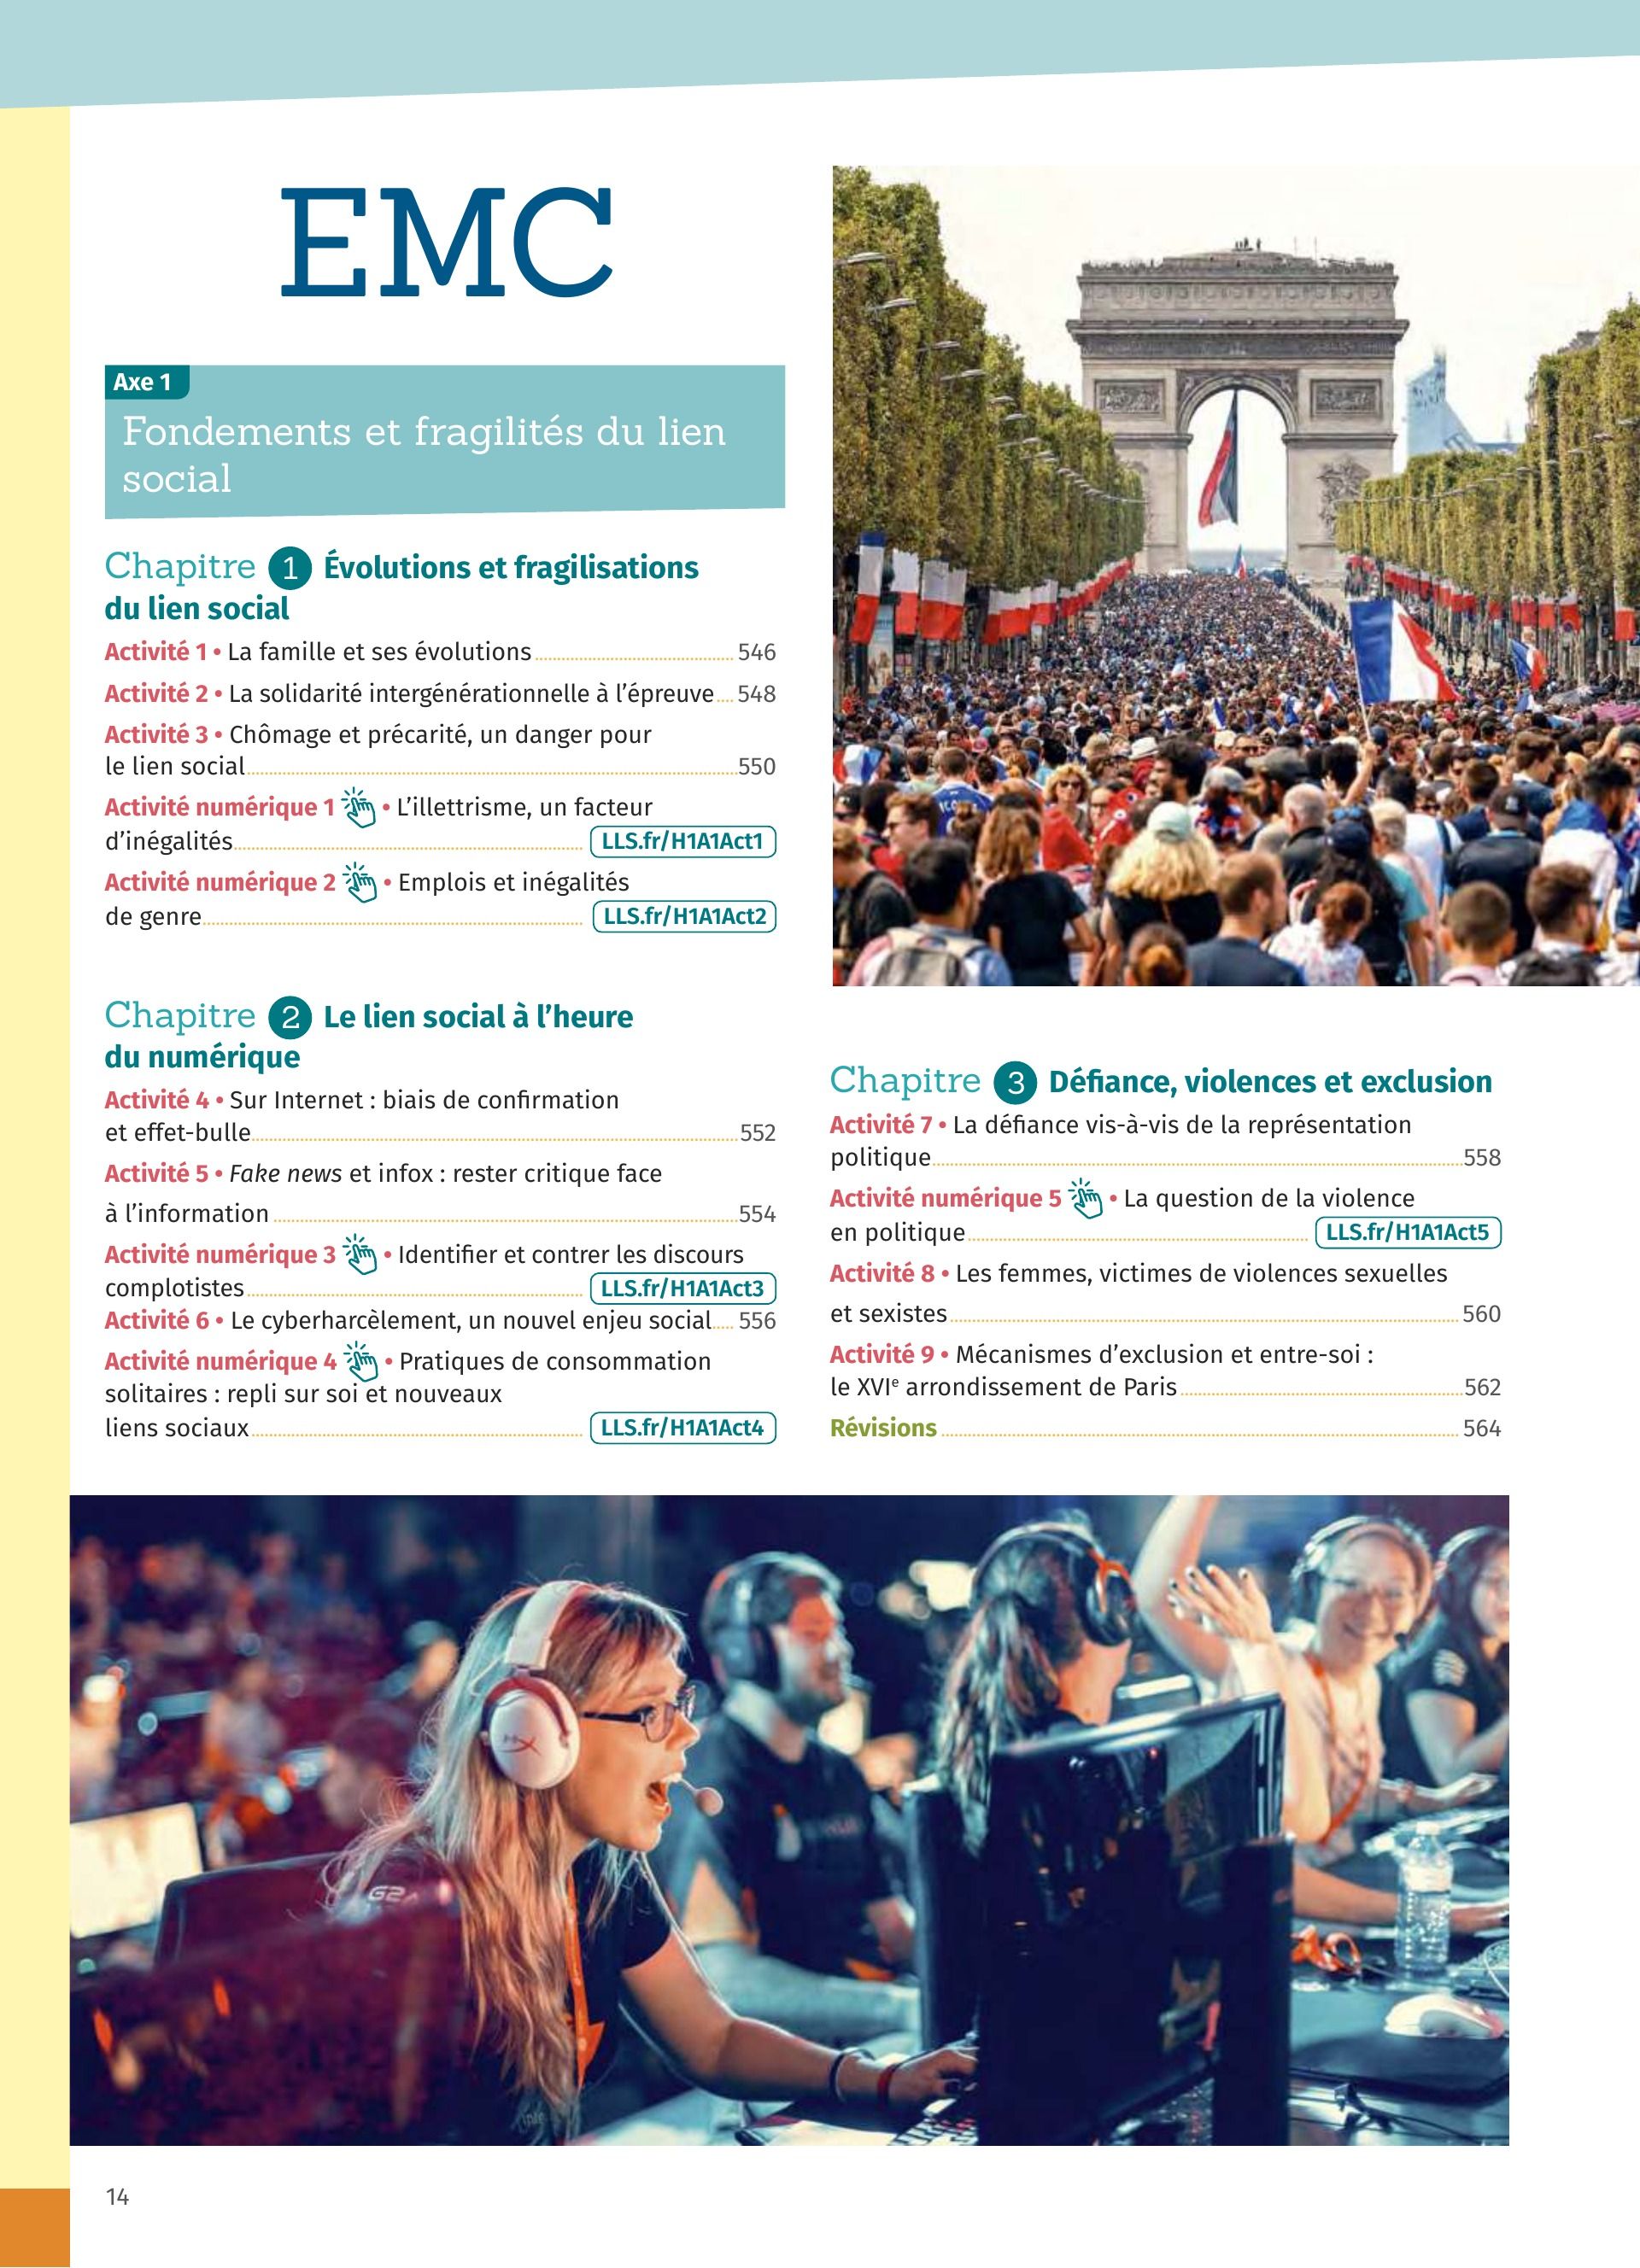 EMC
Axe 1
Fondements et fragilités du lien
social
Chapitre 1 Évolutions et fragilisations
du lien social
Activité 1 • La famille et ses évolutions 546
Activité 2 • La solidarité intergénérationnelle à l’épreuve 548
Activité 3 • Chômage et précarité, un danger pour
le lien social 550
Activité numérique 1 • L’illettrisme, un facteur
d’inégalités LLS.fr/H1A1Act1
Activité numérique 2 • Emplois et inégalités
de genre LLS.fr/H1A1Act2
Chapitre 2 Le lien social à l’heure
du numérique
Activité 4 • Sur Internet : biais de confirmation
et effet-bulle 552
Activité 5 • Fake news et infox : rester critique face
à l’information 554
Activité numérique 3 • Identifier et contrer les discours
complotistes LLS.fr/H1A1Act3
Activité 6 • Le cyberharcèlement, un nouvel enjeu social 556
Activité numérique 4 • Pratiques de consommation
solitaires : repli sur soi et nouveaux
liens sociaux LLS.fr/H1A1Act4
Chapitre 3 Défiance, violences et exclusion
Activité 7 • La défiance vis-à-vis de la représentation
politique 558
Activité numérique 5 • La question de la violence
en politique LLS.fr/H1A1Act5
Activité 8 • Les femmes, victimes de violences sexuelles
et sexistes 560
Activité 9 • Mécanismes d’exclusion et entre-soi :
le XVIe arrondissement de Paris 562
Révisions 564
G2
14